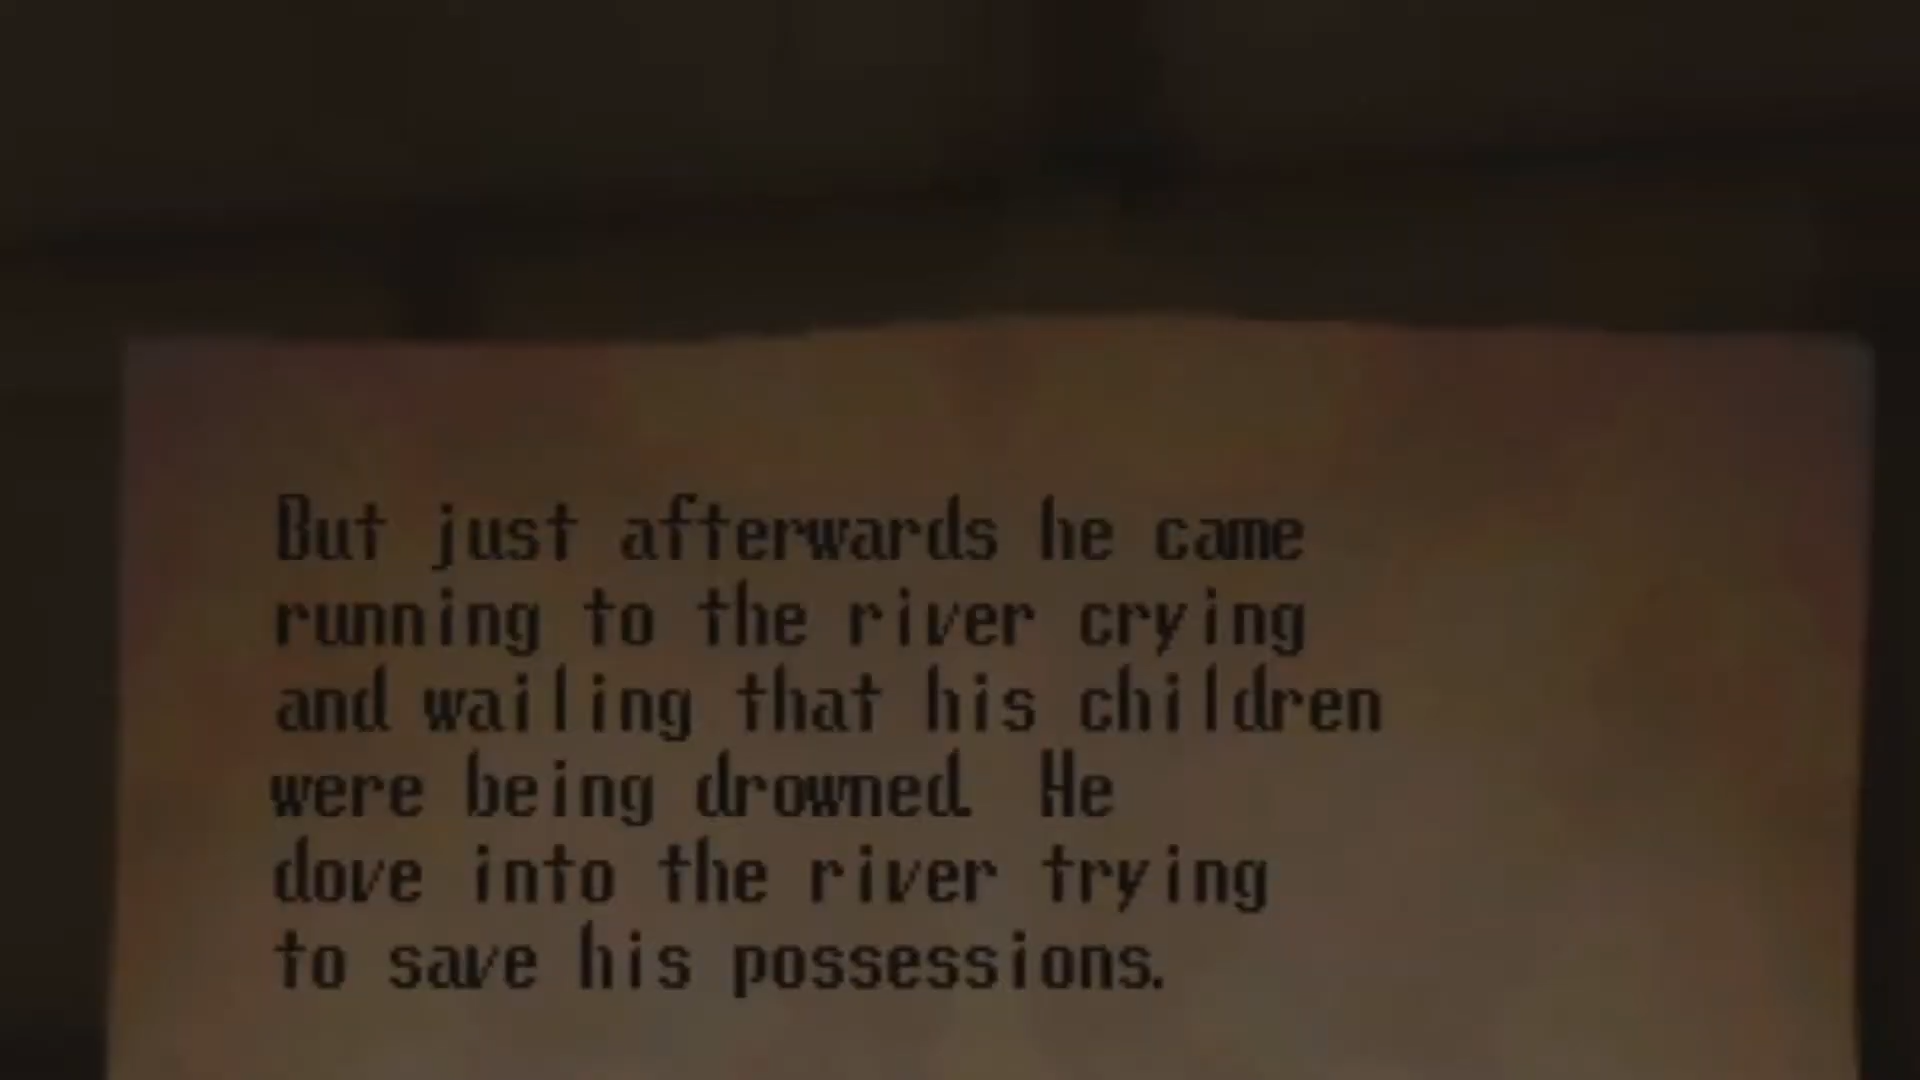 But just afterwards he came
running to the river crying
and wailing that his children
were being drowned. He
dove into the river trying
to save his possessions.